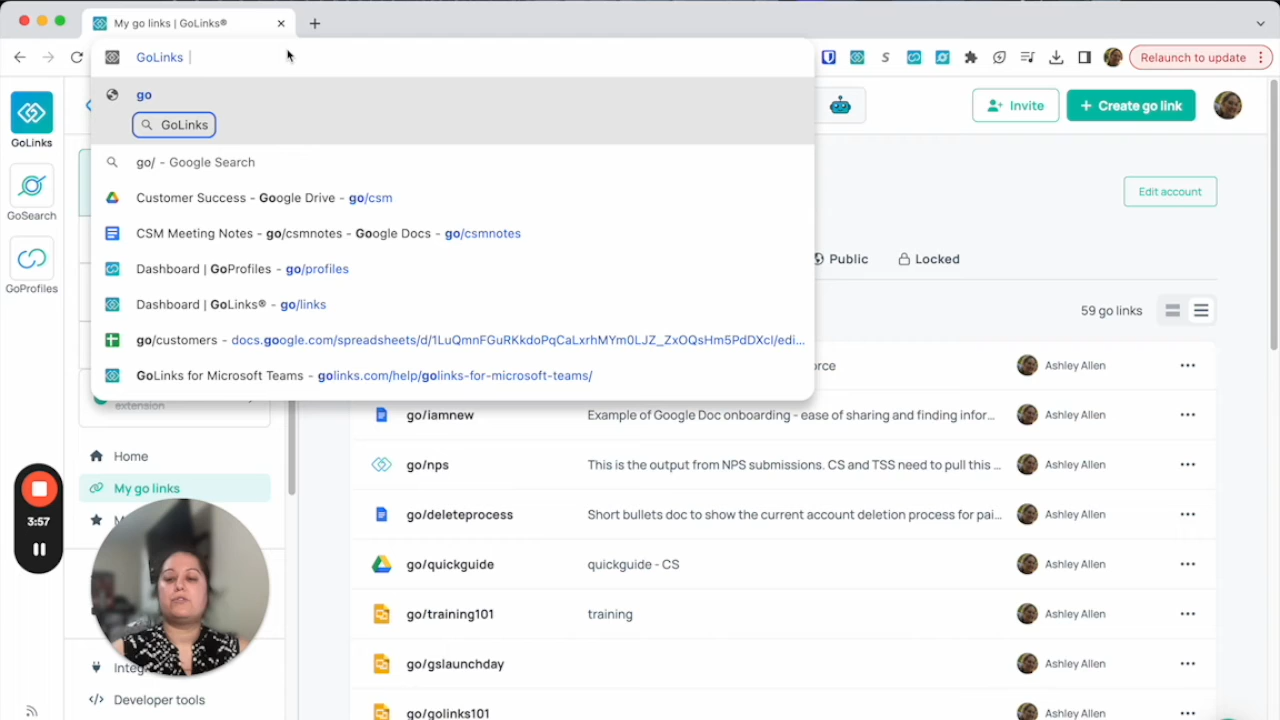 My go links | GoLinks®
GoLinks
Relaunch to update
go
GoLinks
go/ - Google Search
Customer Success - Google Drive - go/csm
CSM Meeting Notes - go/csmnotes - Google Docs - go/csmnotes
Dashboard | GoProfiles - go/profiles
Dashboard | GoLinks® - go/links
go/customers - docs.google.com/spreadsheets/d/1LuQmnFGuRKkdoPqCaLxrhMYm0LJZ_ZxOQsHm5PdDXcI/edi...
GoLinks for Microsoft Teams - golinks.com/help/golinks-for-microsoft-teams/
GoLinks
GoSearch
GoProfiles
Invite
+ Create go link
Edit account
Public
Locked
59 go links
Ashley Allen
extension
go/iamnew Example of Google Doc onboarding - ease of sharing and finding infor... Ashley Allen
go/nps This is the output from NPS submissions. CS and TSS need to pull this ... Ashley Allen
go/deleteprocess Short bullets doc to show the current account deletion process for pai... Ashley Allen
go/quickguide quickguide - CS Ashley Allen
go/training101 training Ashley Allen
go/gslaunchday Ashley Allen
go/golinks101 Ashley Allen
Home
My go links
Developer tools
3:57